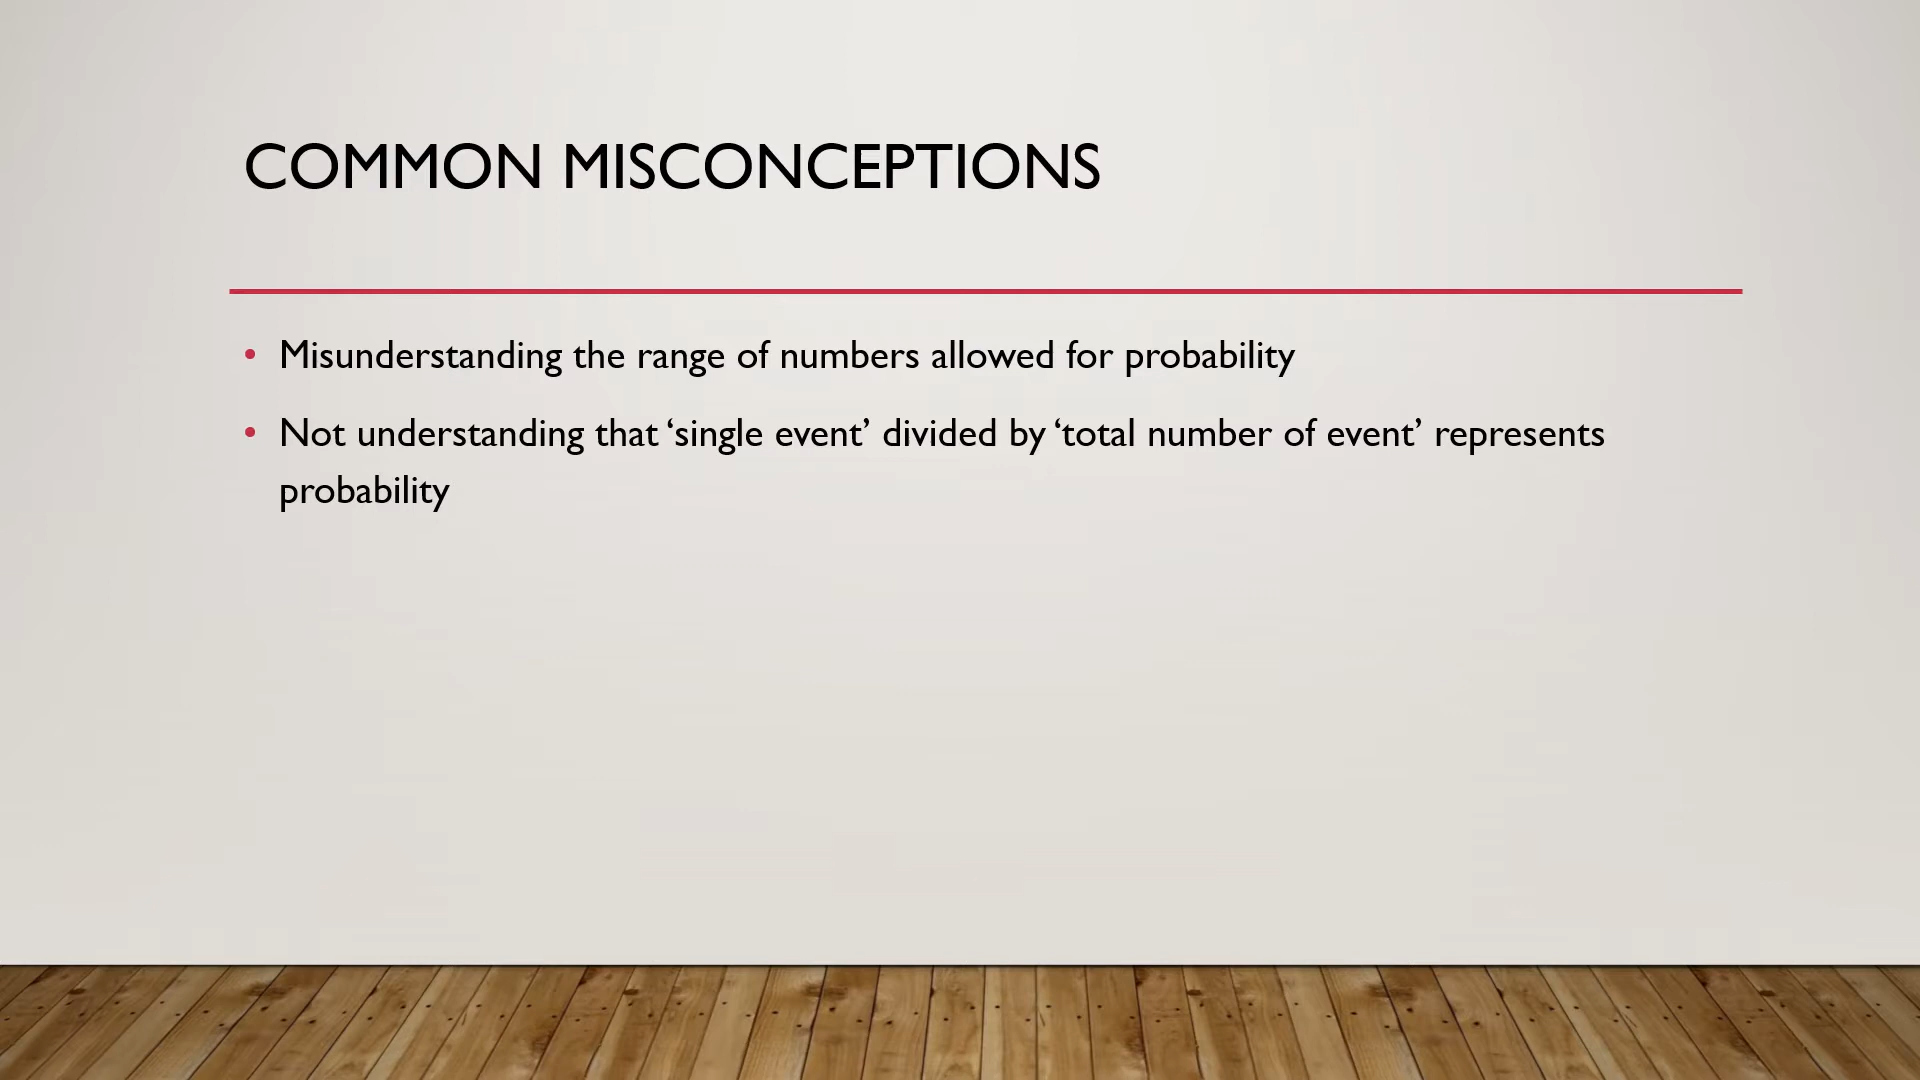 COMMON MISCONCEPTIONS
• Misunderstanding the range of numbers allowed for probability
• Not understanding that ‘single event’ divided by ‘total number of event’ represents
probability